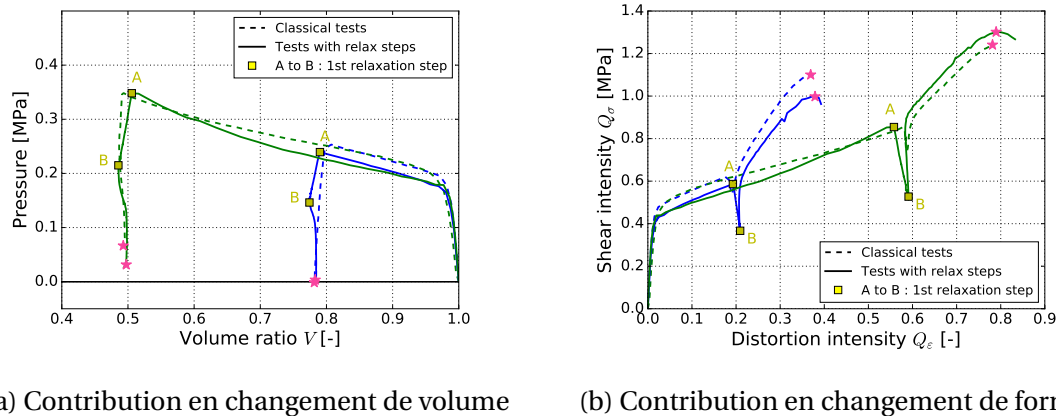 Classical tests
Tests with relax steps
A to B : 1st relaxation step
A
B
A
B
0.4
0.3
0.2
0.1
0.0
0.4 0.5 0.6 0.7 0.8 0.9 1.0
Pressure [MPa]
Volume ratio V [-]
a) Contribution en changement de volume
1.4
1.2
1.0
0.8
0.6
0.4
0.2
0.0
0.0 0.1 0.2 0.3 0.4 0.5 0.6 0.7 0.8 0.9
Shear intensity Qσ [MPa]
Distortion intensity Qε [-]
A
B
A
B
Classical tests
Tests with relax steps
A to B : 1st relaxation step
(b) Contribution en changement de